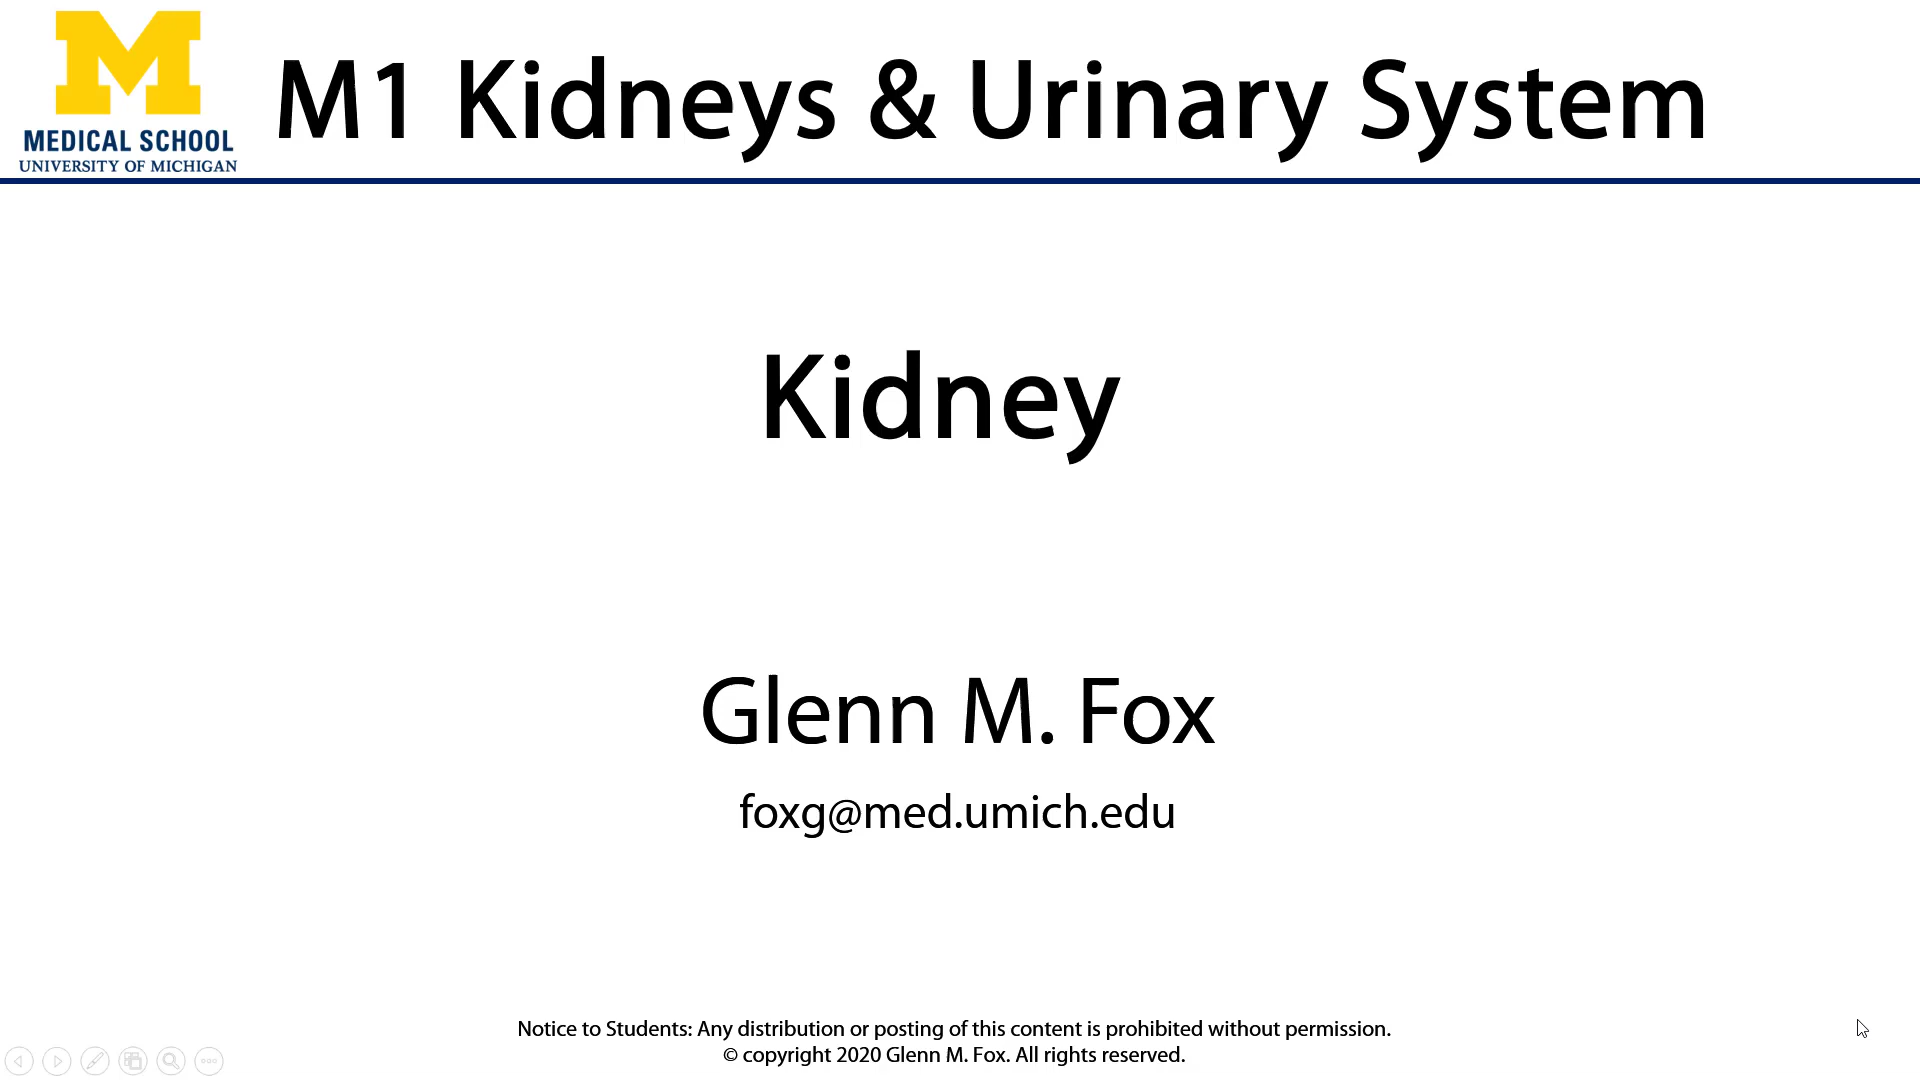 M
MEDICAL SCHOOL
UNIVERSITY OF MICHIGAN
M1 Kidneys & Urinary System
Kidney
Glenn M. Fox
foxg@med.umich.edu
Notice to Students: Any distribution or posting of this content is prohibited without permission.
© copyright 2020 Glenn M. Fox. All rights reserved.